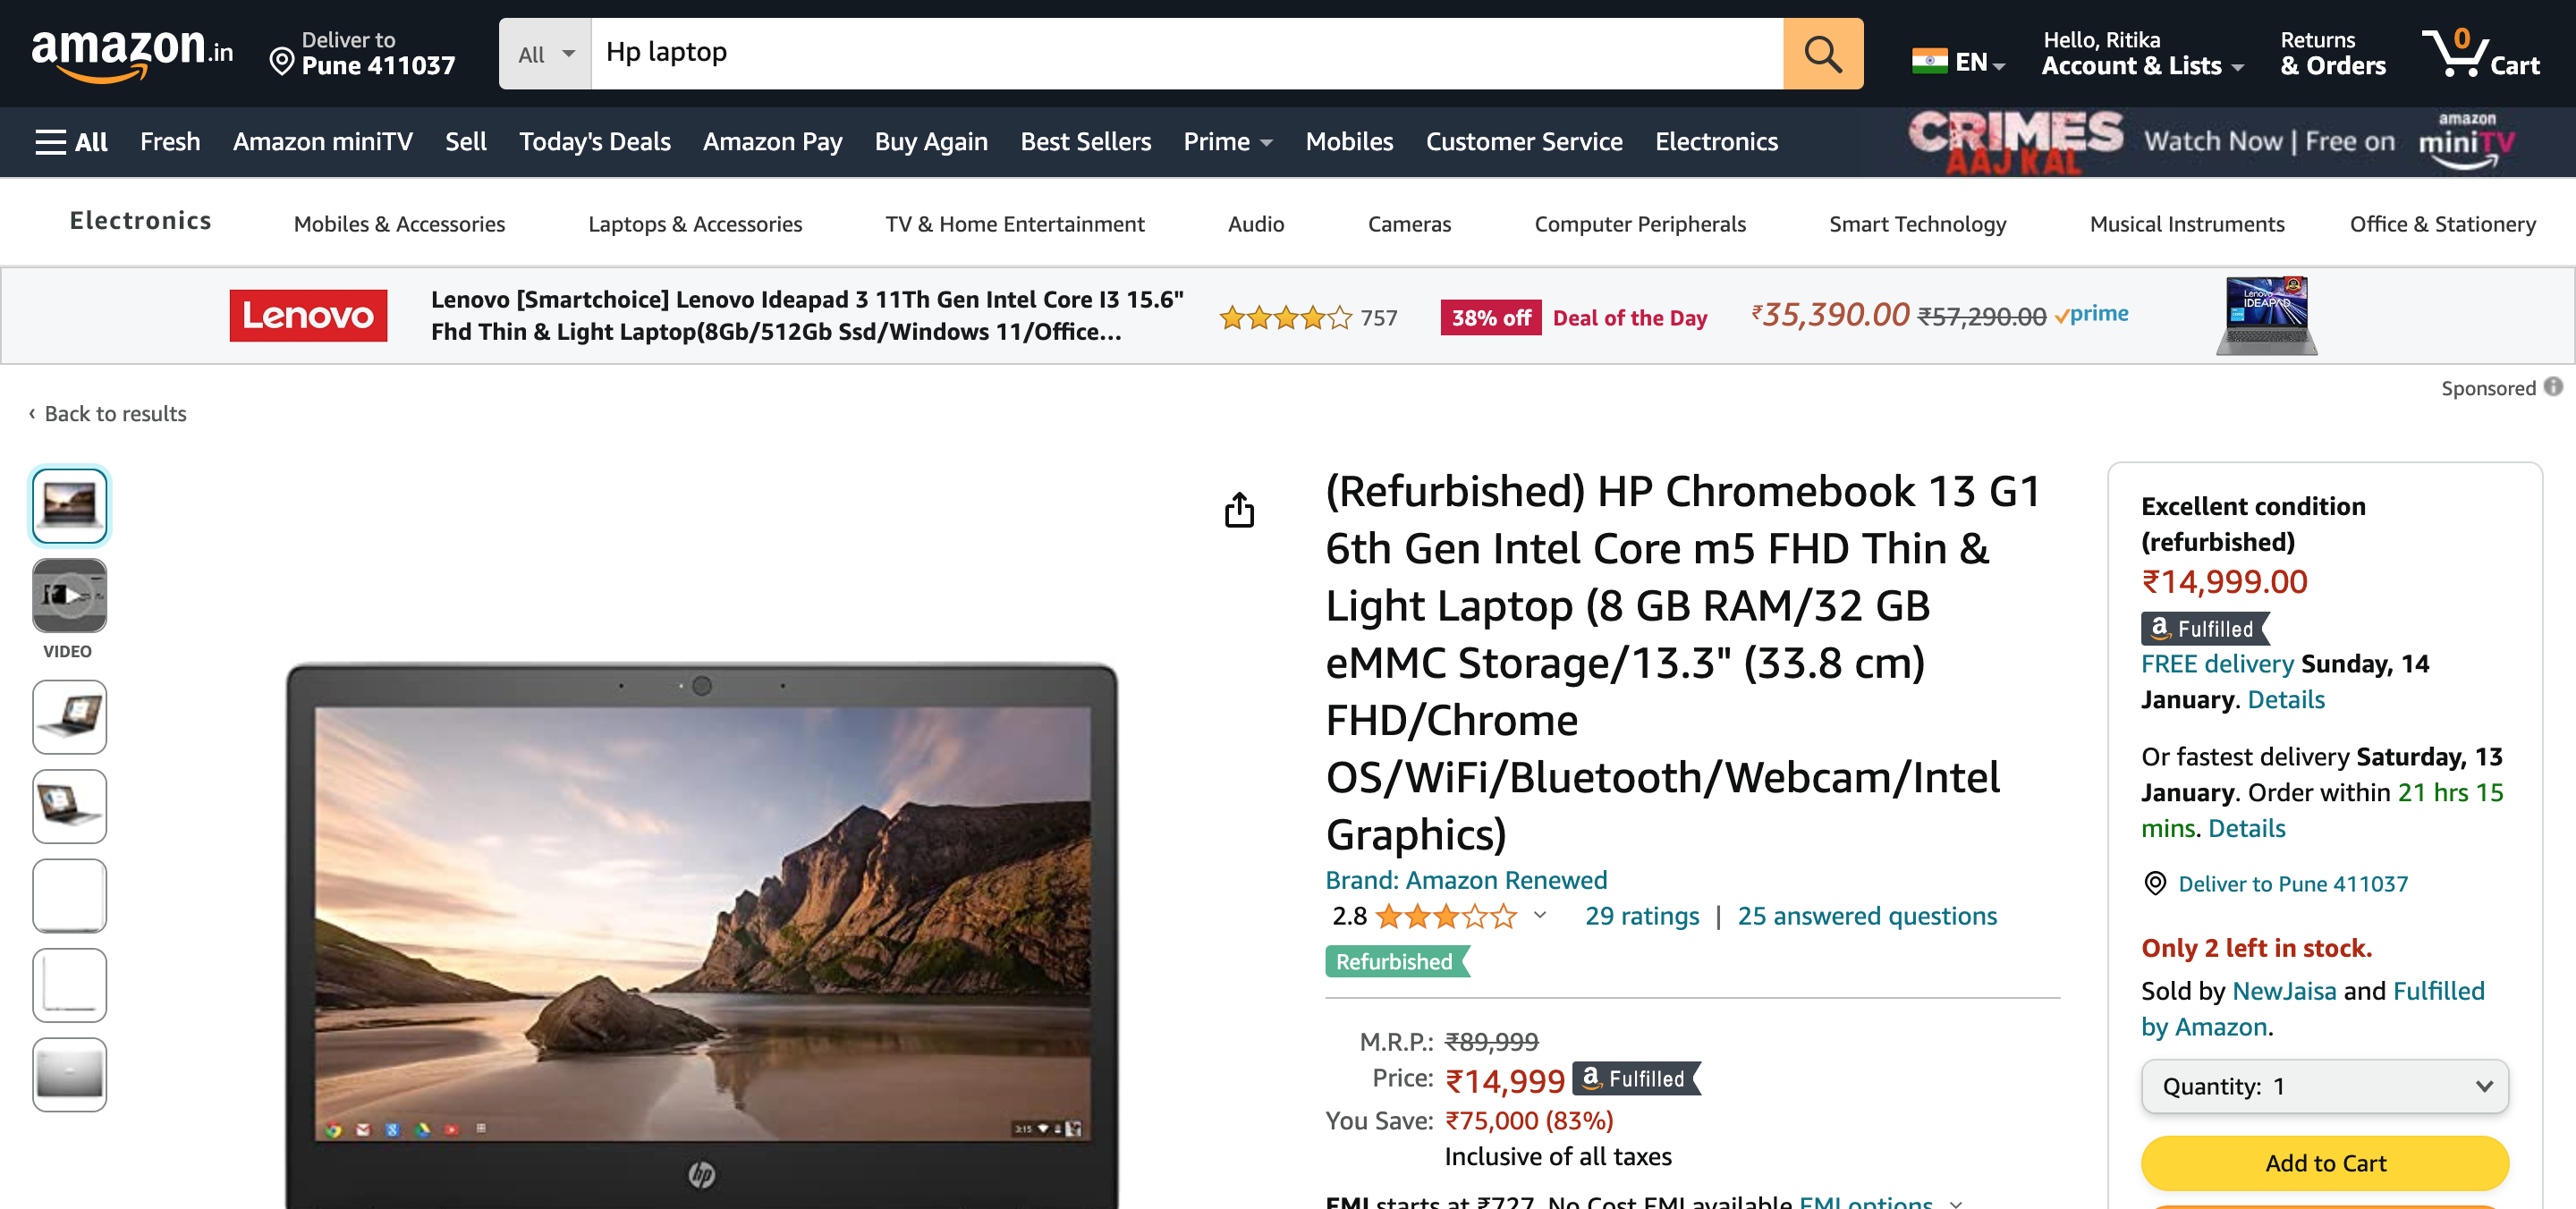 amazon.in
Deliver to
Pune 411037
All
Hp laptop
EN
Hello, Ritika
Account & Lists
Returns
& Orders
0
Cart
All
Fresh
Amazon miniTV
Sell
Today's Deals
Amazon Pay
Buy Again
Best Sellers
Prime
Mobiles
Customer Service
Electronics
CRIMES
AAJ KAL
Watch Now | Free on
amazon
miniTV
Electronics
Mobiles & Accessories
Laptops & Accessories
TV & Home Entertainment
Audio
Cameras
Computer Peripherals
Smart Technology
Musical Instruments
Office & Stationery
Lenovo
Lenovo [Smartchoice] Lenovo Ideapad 3 11Th Gen Intel Core I3 15.6"
Fhd Thin & Light Laptop(8Gb/512Gb Ssd/Windows 11/Office...
757
38% off
Deal of the Day
₹35,390.00 ₹57,290.00 prime
Lenovo
IDEAPAD
Sponsored
‹ Back to results
VIDEO
3:15
hp
(Refurbished) HP Chromebook 13 G1
6th Gen Intel Core m5 FHD Thin &
Light Laptop (8 GB RAM/32 GB
eMMC Storage/13.3" (33.8 cm)
FHD/Chrome
OS/WiFi/Bluetooth/Webcam/Intel
Graphics)
Brand: Amazon Renewed
2.8
29 ratings | 25 answered questions
Refurbished
M.R.P.: ₹89,999
Price: ₹14,999 a Fulfilled
You Save: ₹75,000 (83%)
Inclusive of all taxes
EMI starts at ₹727. No Cost EMI available EMI options
Excellent condition
(refurbished)
₹14,999.00
a Fulfilled
FREE delivery Sunday, 14
January. Details
Or fastest delivery Saturday, 13
January. Order within 21 hrs 15
mins. Details
Deliver to Pune 411037
Only 2 left in stock.
Sold by NewJaisa and Fulfilled
by Amazon.
Quantity: 1
Add to Cart